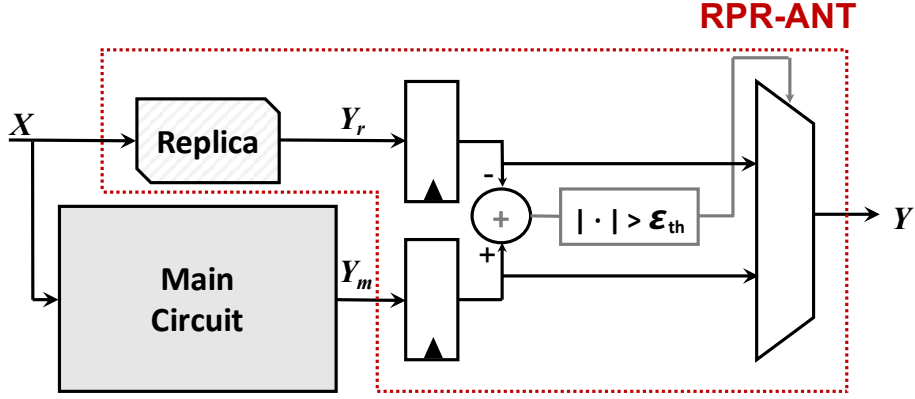 RPR-ANT
X
Replica
Y_r
-
+
| · | > ε_th
+
Y
Main
Circuit
Y_m